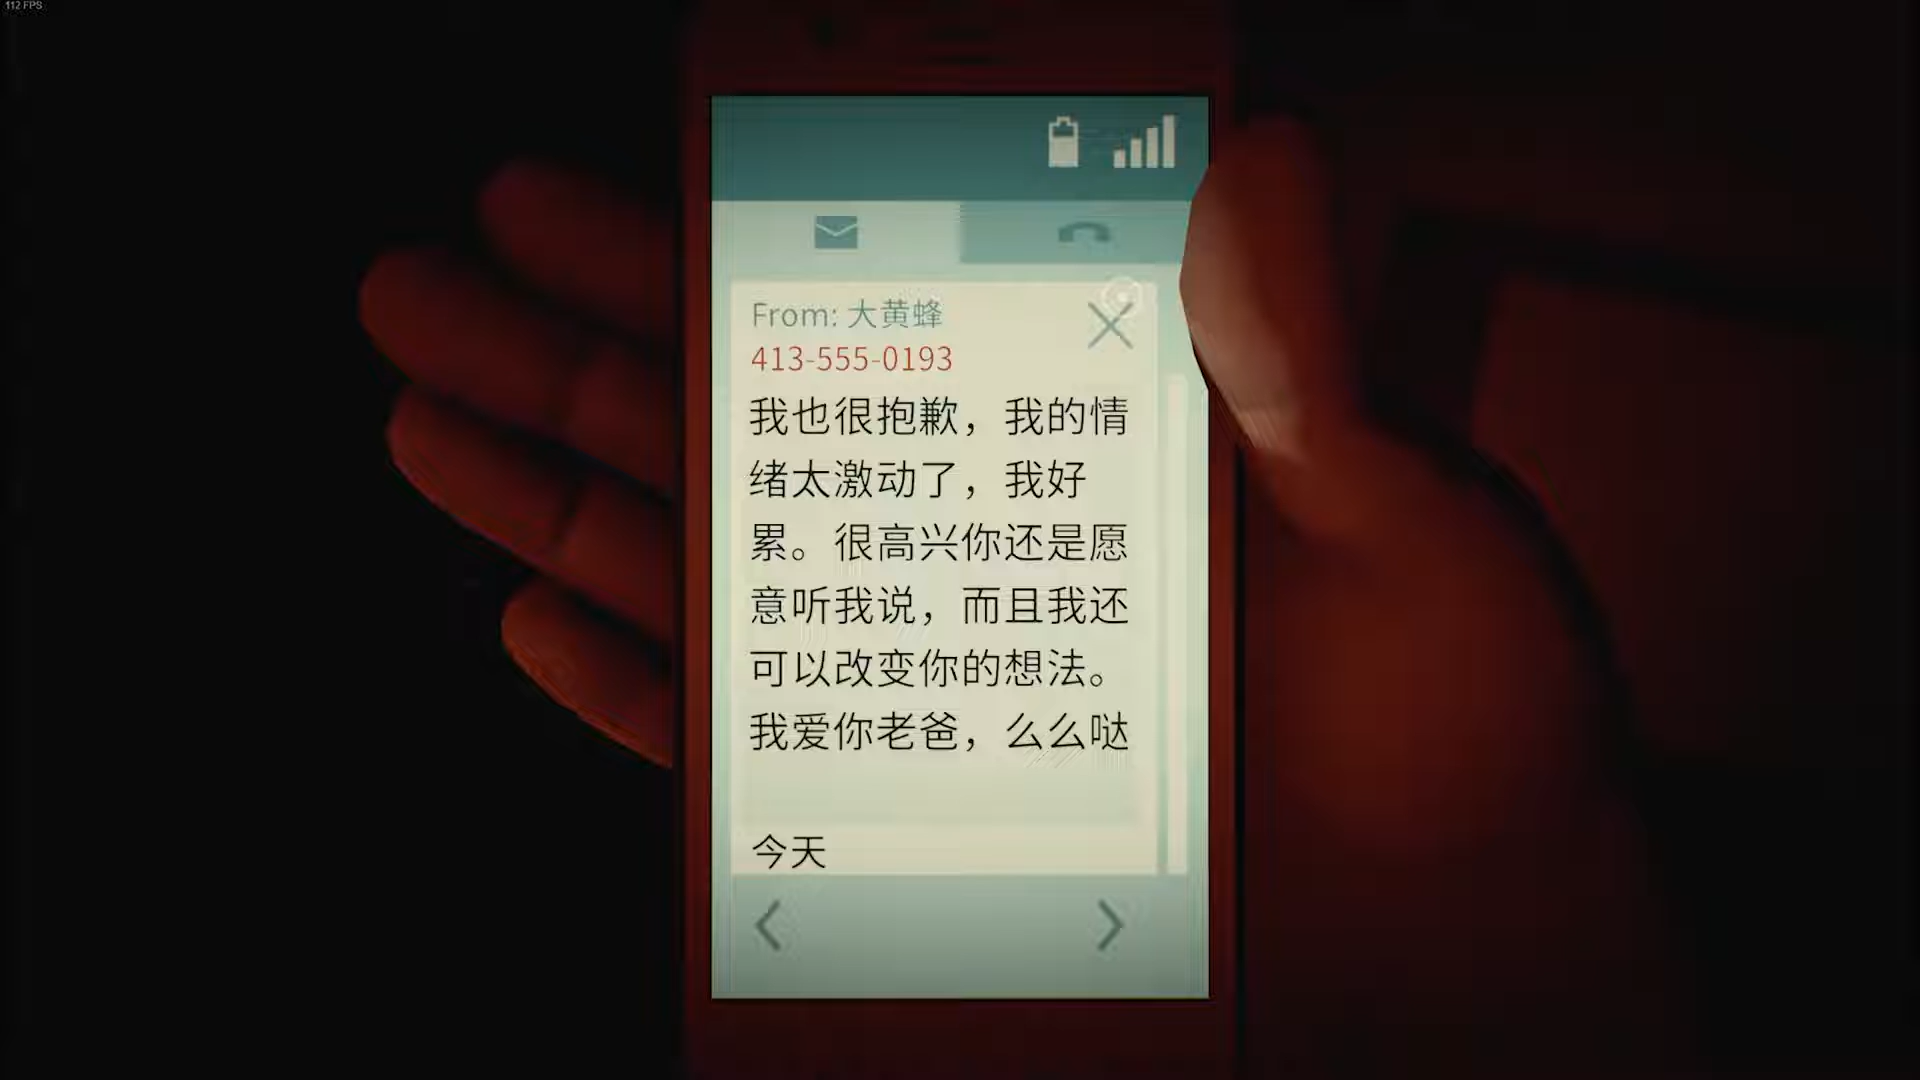 112 FPS
From: 大黄蜂
413-555-0193
我也很抱歉，我的情
绪太激动了，我好
累。很高兴你还是愿
意听我说，而且我还
可以改变你的想法。
我爱你老爸，么么哒
今天